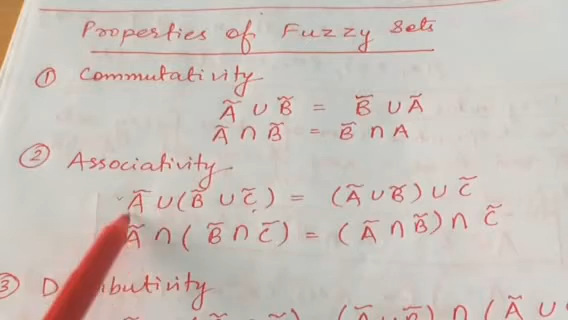 Properties of Fuzzy Sets
① Commutativity
Ã ∪ B̃ = B̃ ∪ Ã
Ã ∩ B̃ = B̃ ∩ A
② Associativity
Ã ∪ (B̃ ∪ C̃) = (Ã ∪ B̃) ∪ C̃
Ã ∩ (B̃ ∩ C̃) = (Ã ∩ B̃) ∩ C̃
③ D butivity
∩ (Ã ∪